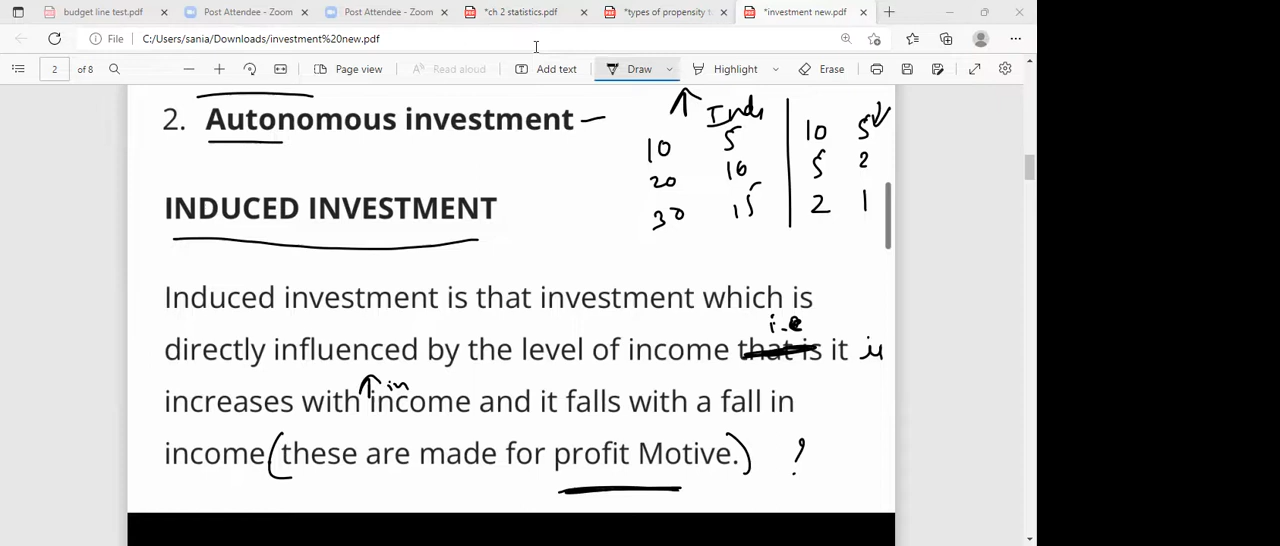 budget line test.pdf Post Attendee - Zoom Post Attendee - Zoom *ch 2 statistics.pdf *types of propensity t *investment new.pdf
File C:/Users/sania/Downloads/investment%20new.pdf
2 of 8 Page view Read aloud Add text Draw Highlight Erase
2. Autonomous investment –
↑ Indu
10 5
20 10
30 15
10 5 ↓
5 2
2 1
INDUCED INVESTMENT
Induced investment is that investment which is
i.e
directly influenced by the level of income that is it
↑ in
increases with income and it falls with a fall in
income (these are made for profit Motive.) ?